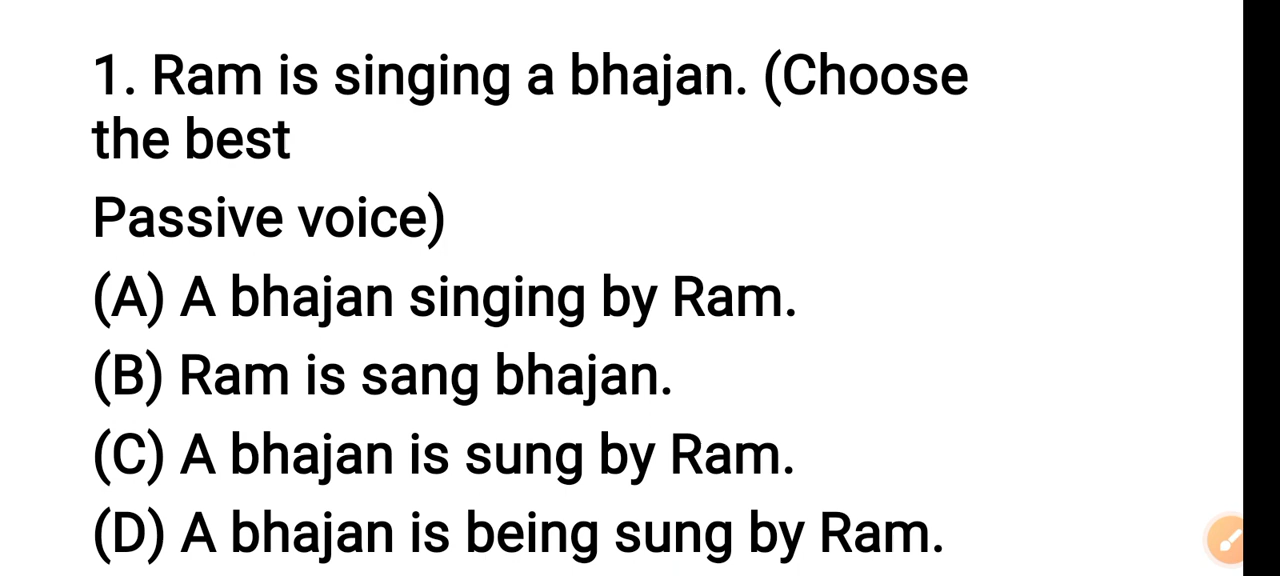 1. Ram is singing a bhajan. (Choose
the best
Passive voice)
(A) A bhajan singing by Ram.
(B) Ram is sang bhajan.
(C) A bhajan is sung by Ram.
(D) A bhajan is being sung by Ram.